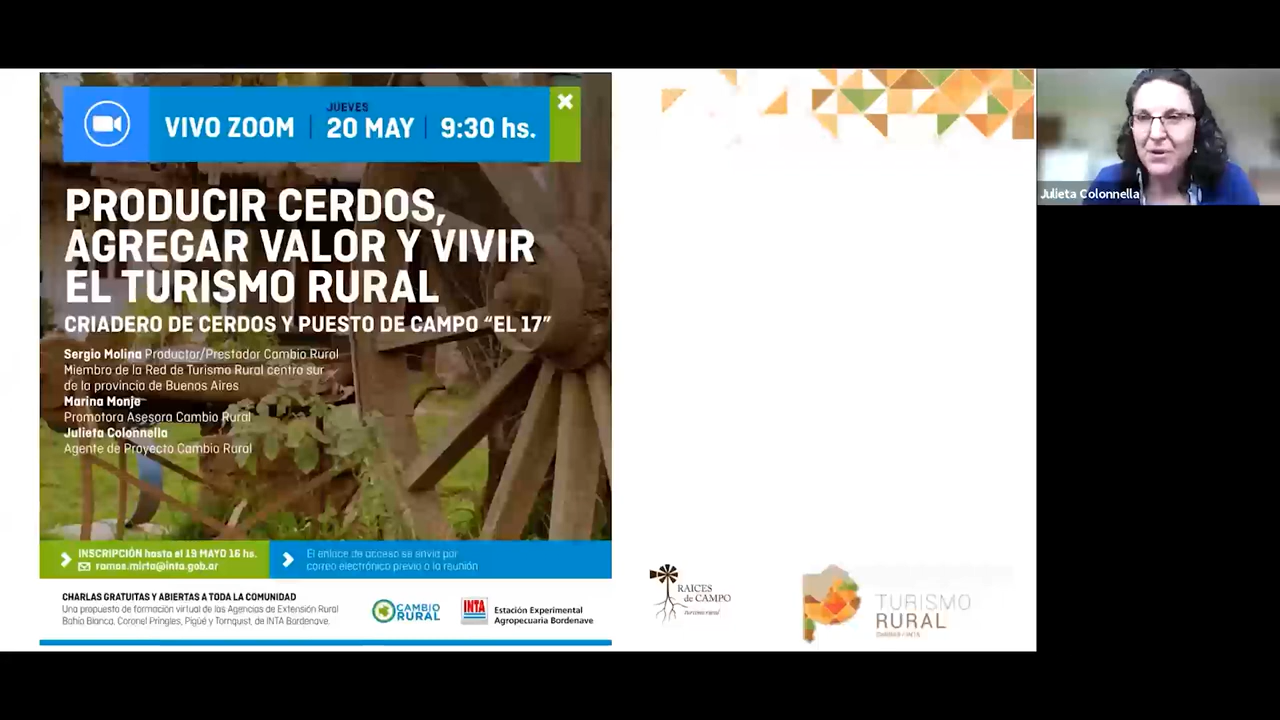 JUEVES
VIVO ZOOM
20 MAY
9:30 hs.
PRODUCIR CERDOS,
AGREGAR VALOR Y VIVIR
EL TURISMO RURAL
CRIADERO DE CERDOS Y PUESTO DE CAMPO “EL 17”
Sergio Molina Productor/Prestador Cambio Rural
Miembro de la Red de Turismo Rural centro sur
de la provincia de Buenos Aires
Marina Monje
Promotora Asesora Cambio Rural
Julieta Colonnella
Agente de Proyecto Cambio Rural
INSCRIPCIÓN hasta el 19 MAYO 16 hs.
ramos.mirta@inta.gob.ar
El enlace de acceso se envía por
correo electrónico previo a la reunión
CHARLAS GRATUITAS Y ABIERTAS A TODA LA COMUNIDAD
Una propuesta de formación virtual de las Agencias de Extensión Rural
Bahía Blanca, Coronel Pringles, Pigüé y Tornquist, de INTA Bordenave.
CAMBIO
RURAL
INTA
Estación Experimental
Agropecuaria Bordenave
RAICES
de CAMPO
Turismo rural
TURISMO
RURAL
Julieta Colonnella